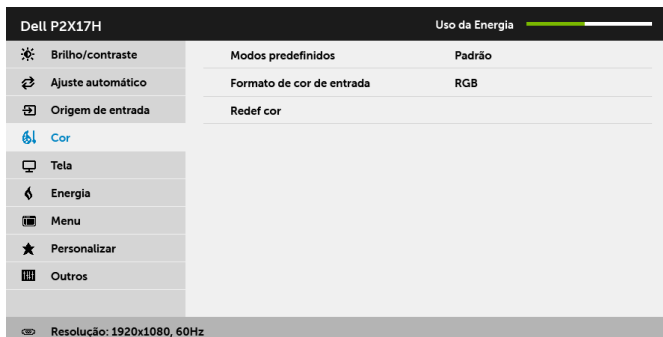 Dell P2X17H
Uso da Energia
Brilho/contraste
Modos predefinidos Padrão
Ajuste automático
Formato de cor de entrada RGB
Origem de entrada
Redef cor
Cor
Tela
Energia
Menu
Personalizar
Outros
Resolução: 1920x1080, 60Hz